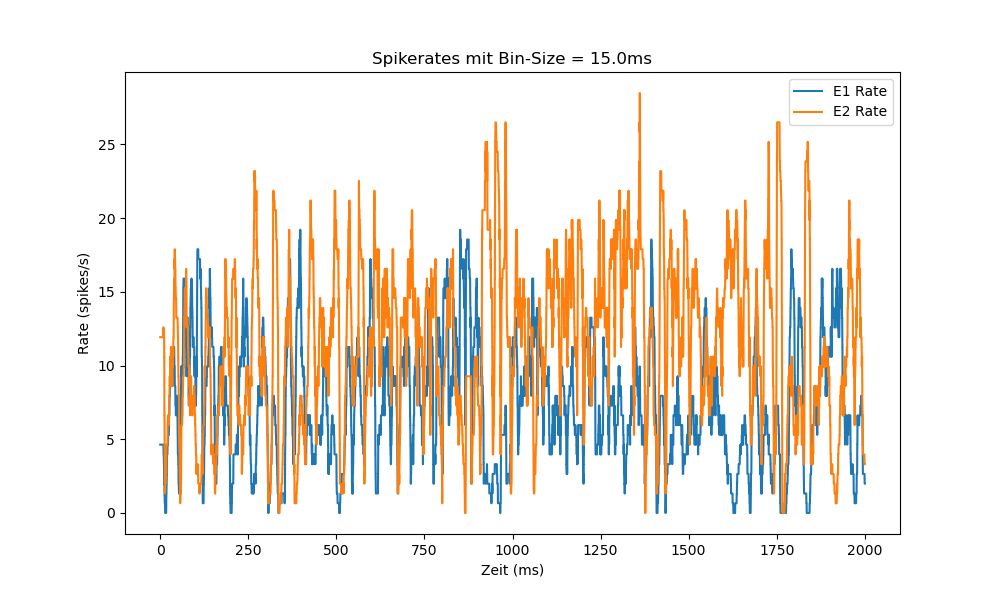 Spikerates mit Bin-Size = 15.0ms
E1 Rate
E2 Rate
Rate (spikes/s)
25
20
15
10
5
0
0 250 500 750 1000 1250 1500 1750 2000
Zeit (ms)